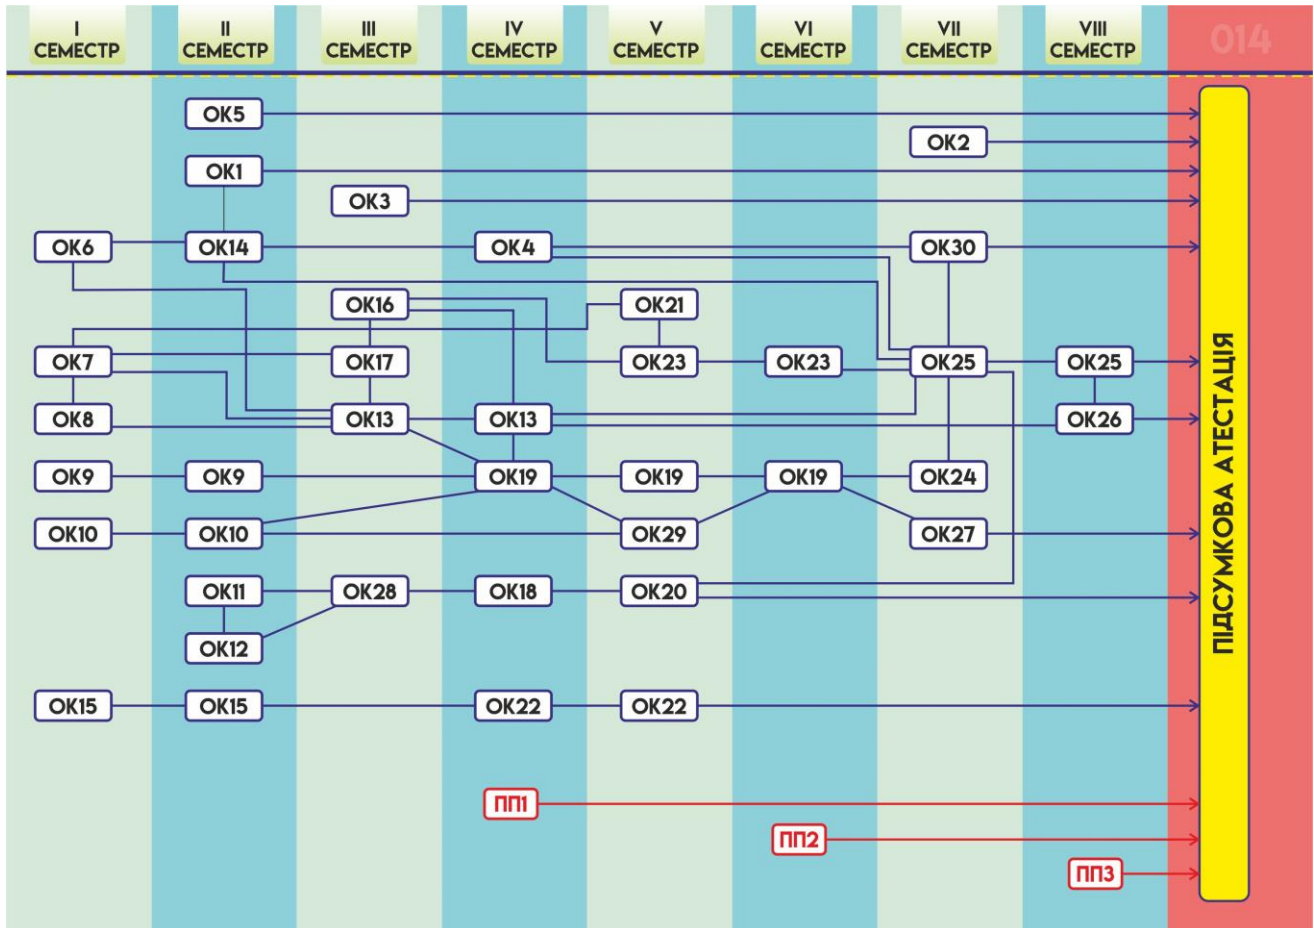 I
СЕМЕСТР
II
СЕМЕСТР
III
СЕМЕСТР
IV
СЕМЕСТР
V
СЕМЕСТР
VI
СЕМЕСТР
VII
СЕМЕСТР
VIII
СЕМЕСТР
014
ОК5
ОК2
ОК1
ОК3
ОК6 ОК14 ОК4 ОК30
ОК16 ОК21
ОК7 ОК17 ОК23 ОК23 ОК25 ОК25
ОК8 ОК13 ОК13 ОК26
ОК9 ОК9 ОК19 ОК19 ОК19 ОК24
ОК10 ОК10 ОК29 ОК27
ОК11 ОК28 ОК18 ОК20
ОК12
ОК15 ОК15 ОК22 ОК22
ПП1
ПП2
ПП3
ПІДСУМКОВА АТЕСТАЦІЯ